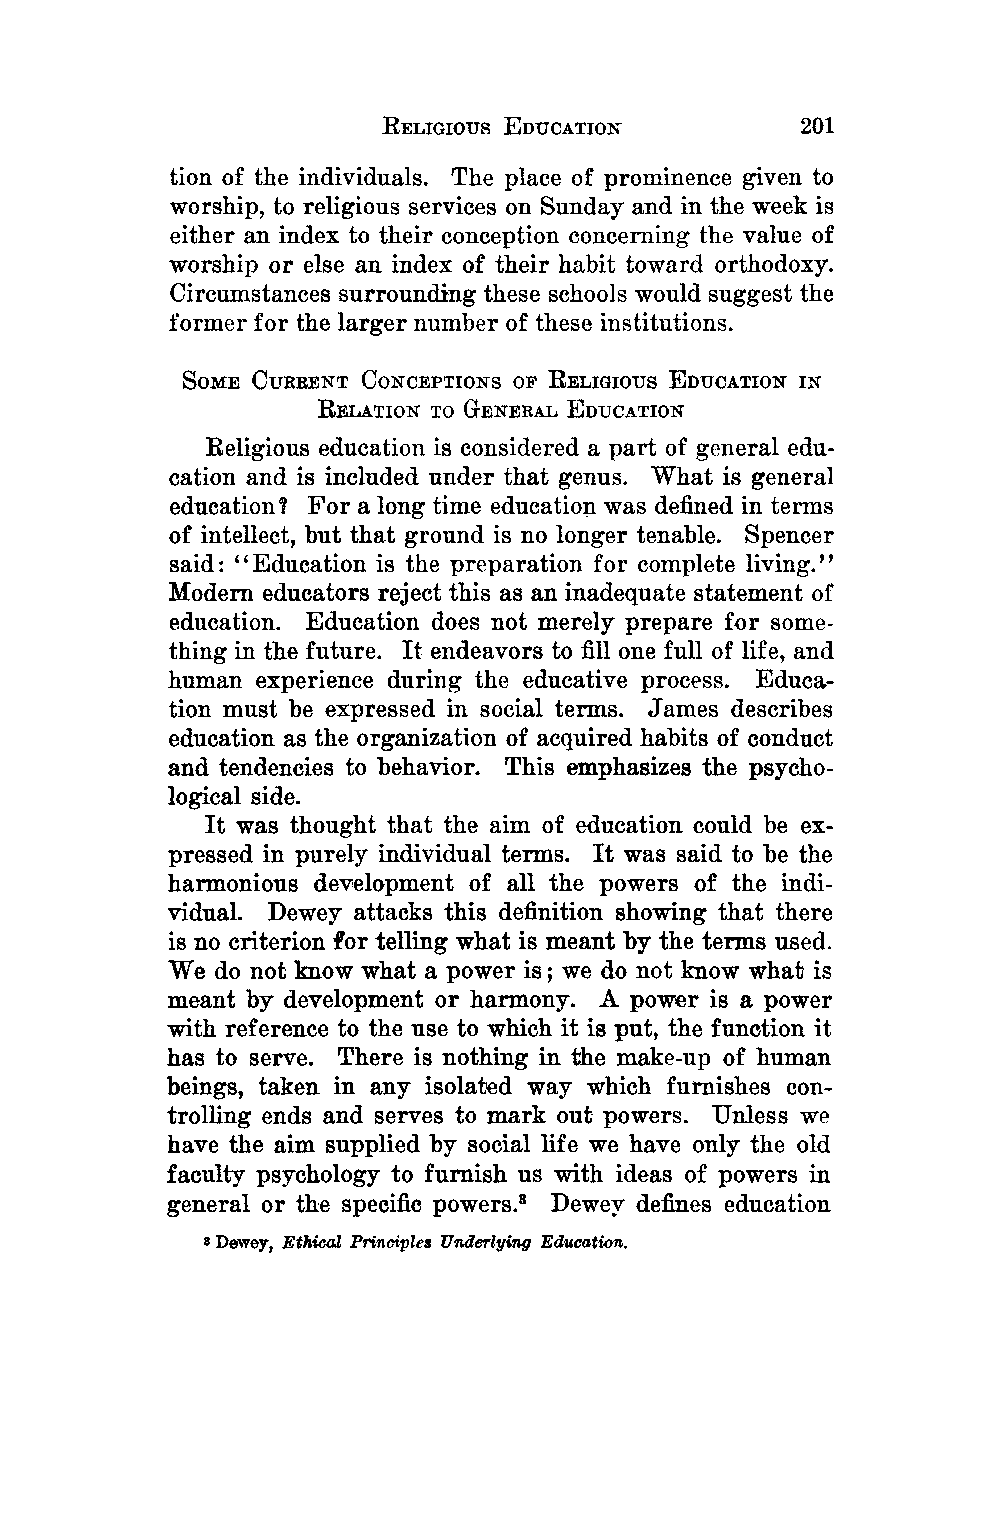 RELIGIOUS EDUCATION 201
tion of the individuals. The place of prominence given to
worship, to religious services on Sunday and in the week is
either an index to their conception concerning the value of
worship or else an index of their habit toward orthodoxy.
Circumstances surrounding these schools would suggest the
former for the larger number of these institutions.
SOME CURRENT CONCEPTIONS OF RELIGIOUS EDUCATION IN
RELATION TO GENERAL EDUCATION
Religious education is considered a part of general edu-
cation and is included under that genus. What is general
education? For a long time education was defined in terms
of intellect, but that ground is no longer tenable. Spencer
said: "Education is the preparation for complete living."
Modern educators reject this as an inadequate statement of
education. Education does not merely prepare for some-
thing in the future. It endeavors to fill one full of life, and
human experience during the educative process. Educa-
tion must be expressed in social terms. James describes
education as the organization of acquired habits of conduct
and tendencies to behavior. This emphasizes the psycho-
logical side.
It was thought that the aim of education could be ex-
pressed in purely individual terms. It was said to be the
harmonious development of all the powers of the indi-
vidual. Dewey attacks this definition showing that there
is no criterion for telling what is meant by the terms used.
We do not know what a power is; we do not know what is
meant by development or harmony. A power is a power
with reference to the use to which it is put, the function it
has to serve. There is nothing in the make-up of human
beings, taken in any isolated way which furnishes con-
trolling ends and serves to mark out powers. Unless we
have the aim supplied by social life we have only the old
faculty psychology to furnish us with ideas of powers in
general or the specific powers.⁸ Dewey defines education
⁸ Dewey, Ethical Principles Underlying Education.